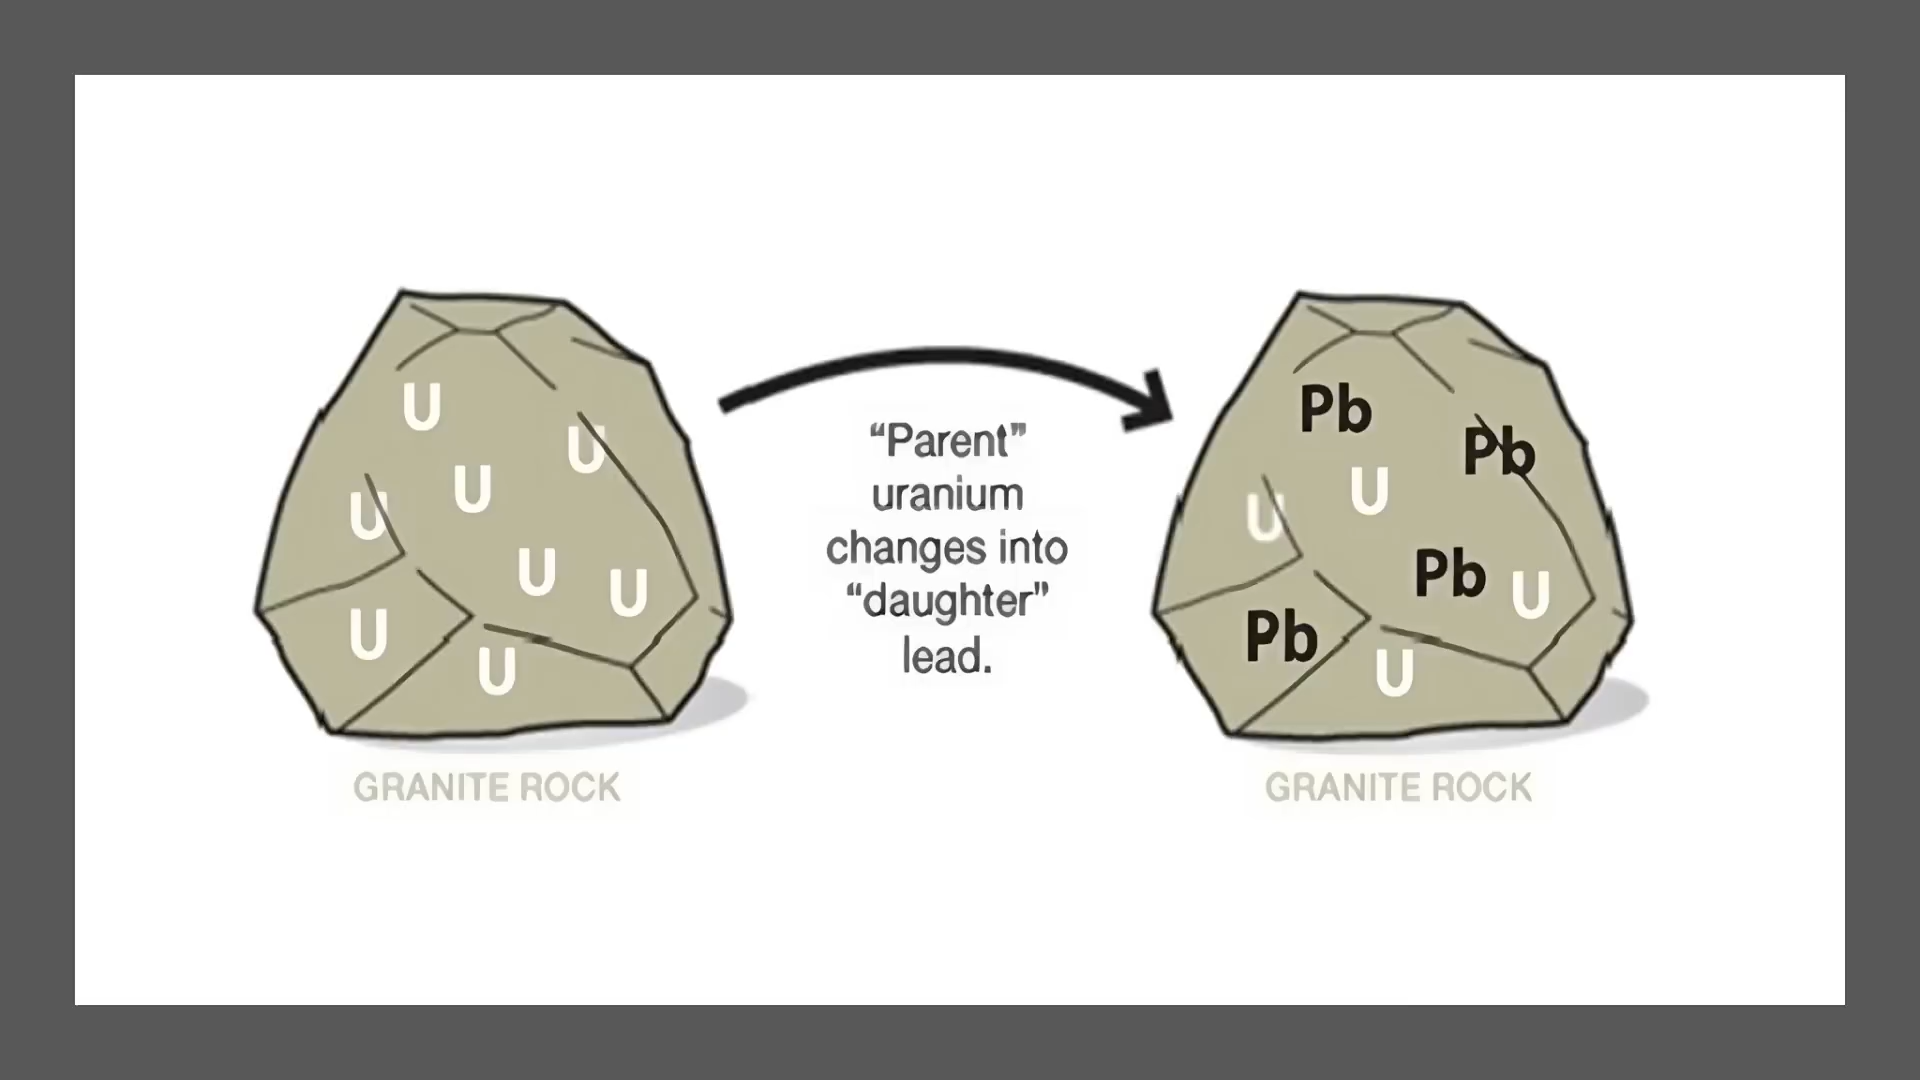 U
U
U
U
U
U
U
U
GRANITE ROCK
“Parent”
uranium
changes into
“daughter”
lead.
Pb
Pb
U
U
Pb
U
Pb
U
GRANITE ROCK